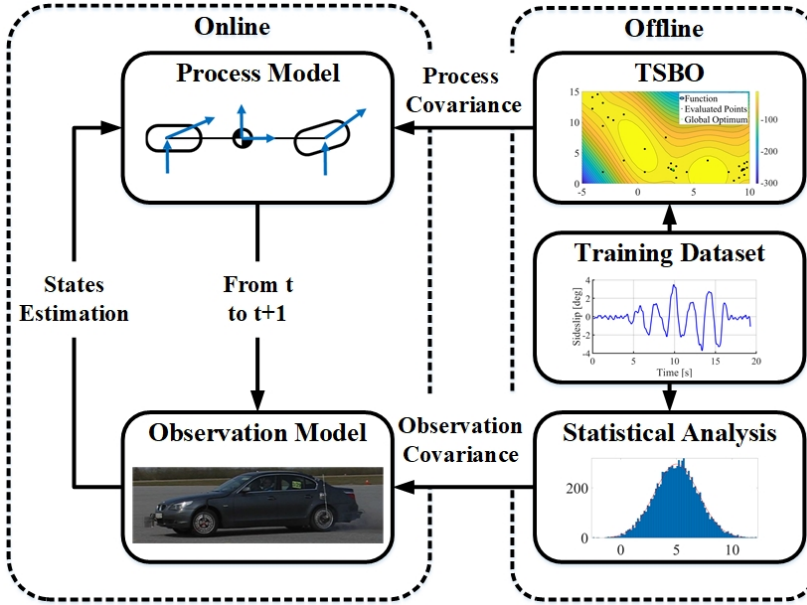 Online
Offline
Process Model
Process
Covariance
TSBO
15
10
5
0
-5
0
5
10
Function
Evaluated Points
Global Optimum
-100
-200
-300
States
Estimation
From t
to t+1
Training Dataset
Sideslip [deg]
4
2
0
-2
-4
0
5
10
15
20
Time [s]
Observation Model
Observation
Covariance
Statistical Analysis
200
0
0
5
10